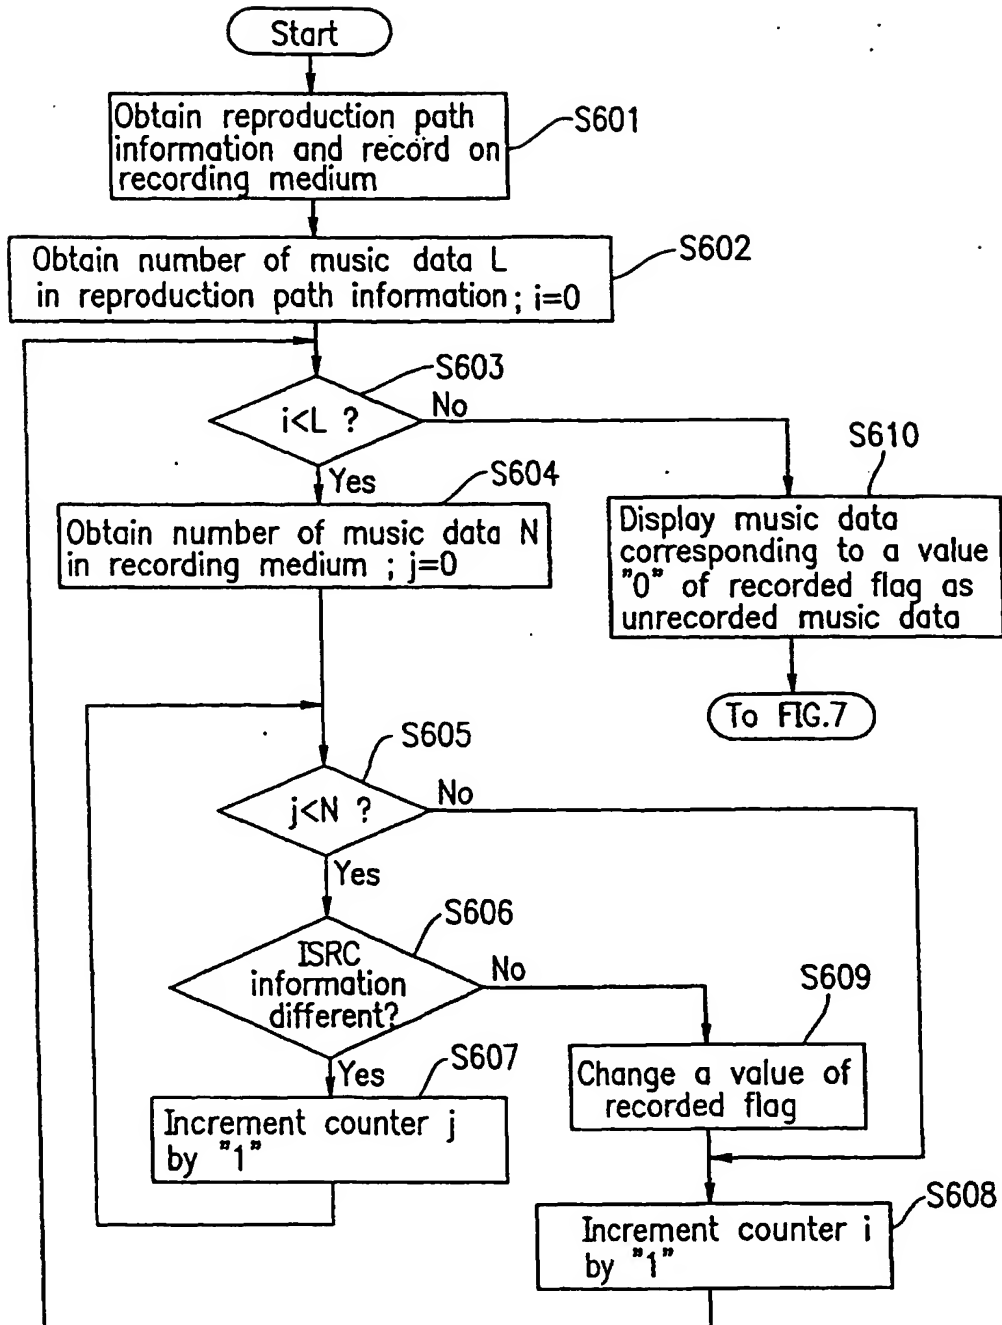 Start
Obtain reproduction path
information and record on
recording medium
S601
Obtain number of music data L
in reproduction path information; i=0
S602
i<L ?
S603
No
Yes
S604
Obtain number of music data N
in recording medium ; j=0
S610
Display music data
corresponding to a value
"0" of recorded flag as
unrecorded music data
To FIG.7
S605
j<N ?
No
Yes
S606
ISRC
information
different?
No
Yes
S607
Increment counter j
by "1"
S609
Change a value of
recorded flag
S608
Increment counter i
by "1"